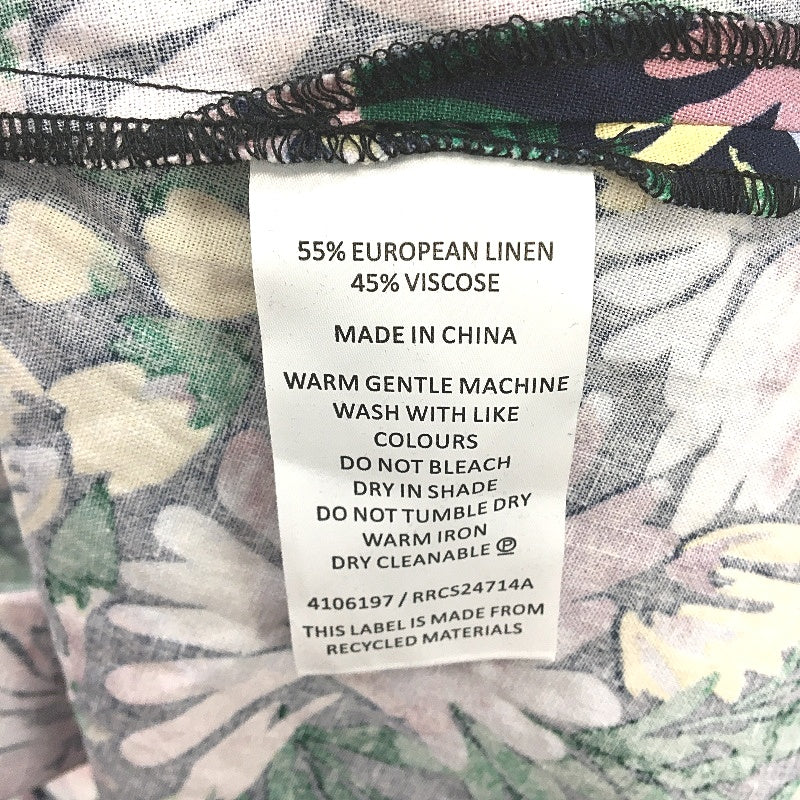 55% EUROPEAN LINEN
45% VISCOSE
MADE IN CHINA
WARM GENTLE MACHINE
WASH WITH LIKE
COLOURS
DO NOT BLEACH
DRY IN SHADE
DO NOT TUMBLE DRY
WARM IRON
DRY CLEANABLE Ⓟ
4106197 / RRCS24714A
THIS LABEL IS MADE FROM
RECYCLED MATERIALS